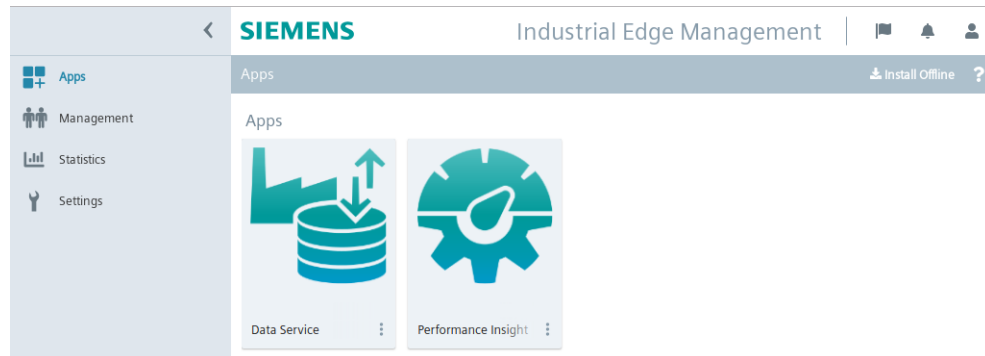 SIEMENS
Industrial Edge Management
Apps
Management
Statistics
Settings
Apps
Install Offline
?
Apps
Data Service
Performance Insight